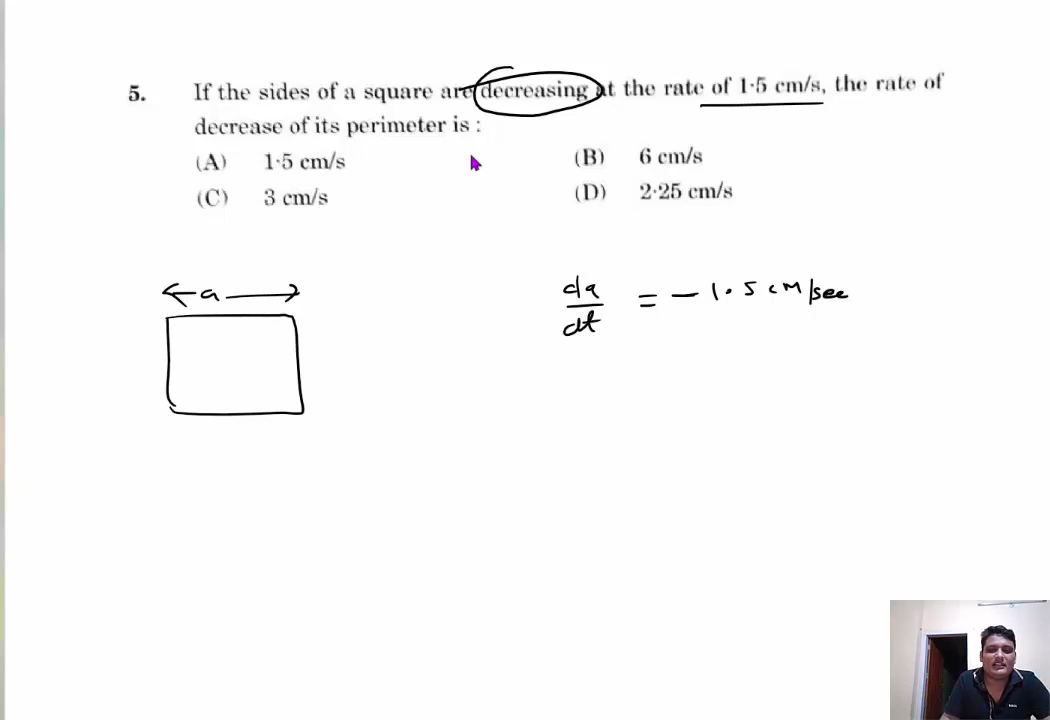 5. If the sides of a square are decreasing at the rate of 1·5 cm/s, the rate of
decrease of its perimeter is :
(A) 1·5 cm/s (B) 6 cm/s
(C) 3 cm/s (D) 2·25 cm/s
a
da/dt = - 1.5 cm/sec